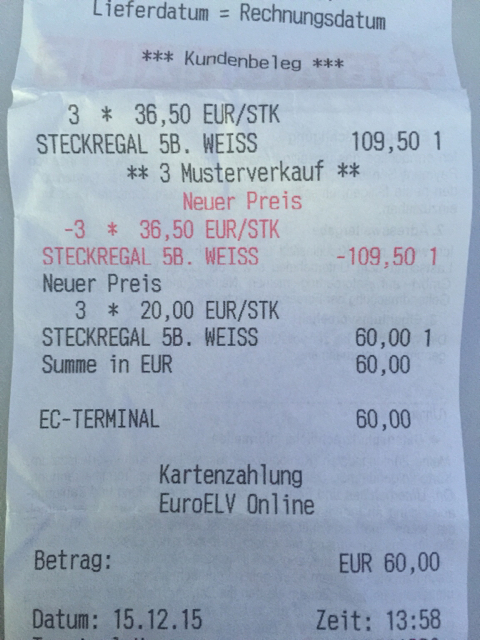 Lieferdatum = Rechnungsdatum
*** Kundenbeleg ***
3 * 36,50 EUR/STK
STECKREGAL 5B. WEISS 109,50 1
** 3 Musterverkauf **
Neuer Preis
-3 * 36,50 EUR/STK
STECKREGAL 5B. WEISS -109,50 1
Neuer Preis
3 * 20,00 EUR/STK
STECKREGAL 5B. WEISS 60,00 1
Summe in EUR 60,00
EC-TERMINAL 60,00
Kartenzahlung
EuroELV Online
Betrag: EUR 60,00
Datum: 15.12.15 Zeit: 13:58